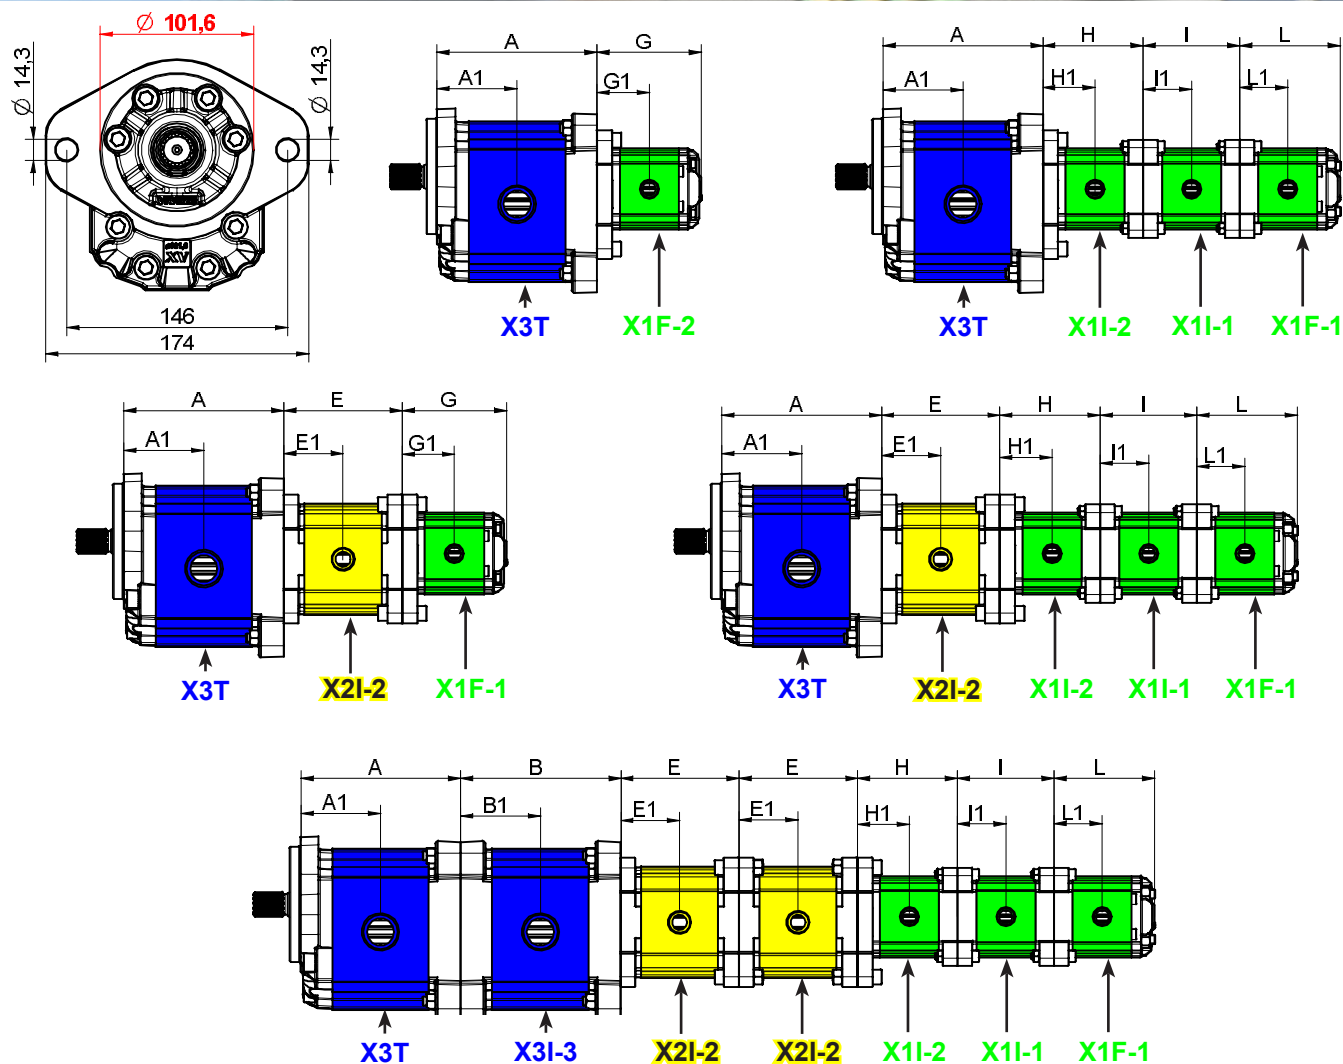 Ø 101,6
Ø 14,3
Ø 14,3
XV
146
174
A G
A1 G1
X3T X1F-2
A H I L
A1 H1 I1 L1
X3T X1I-2 X1I-1 X1F-1
A E G
A1 E1 G1
X3T X2I-2 X1F-1
A E H I L
A1 E1 H1 I1 L1
X3T X2I-2 X1I-2 X1I-1 X1F-1
A B E E H I L
A1 B1 E1 E1 H1 I1 L1
X3T X3I-3 X2I-2 X2I-2 X1I-2 X1I-1 X1F-1